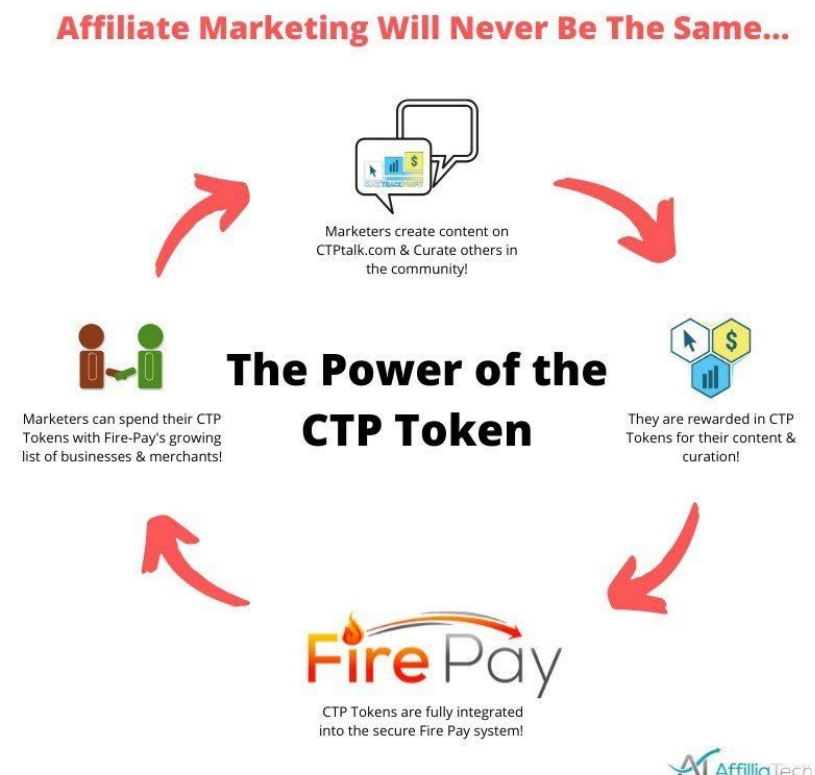 Affiliate Marketing Will Never Be The Same...
$
CLICKTRACKPROFIT
Marketers create content on
CTPtalk.com & Curate others in
the community!
$
They are rewarded in CTP
Tokens for their content &
curation!
The Power of the
CTP Token
Marketers can spend their CTP
Tokens with Fire-Pay's growing
list of businesses & merchants!
Fire Pay
CTP Tokens are fully integrated
into the secure Fire Pay system!
AffilliaTech